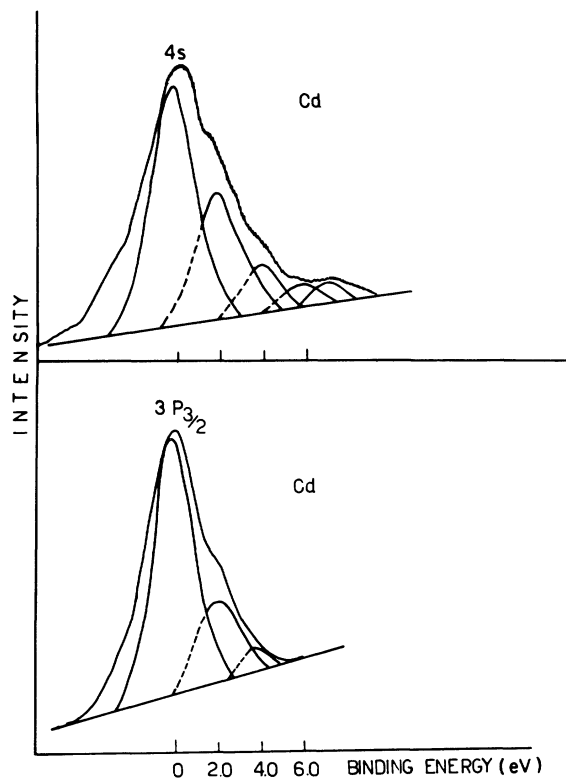 4s
Cd
INTENSITY
3 P3/2
Cd
0 2.0 4.0 6.0 BINDING ENERGY (eV)